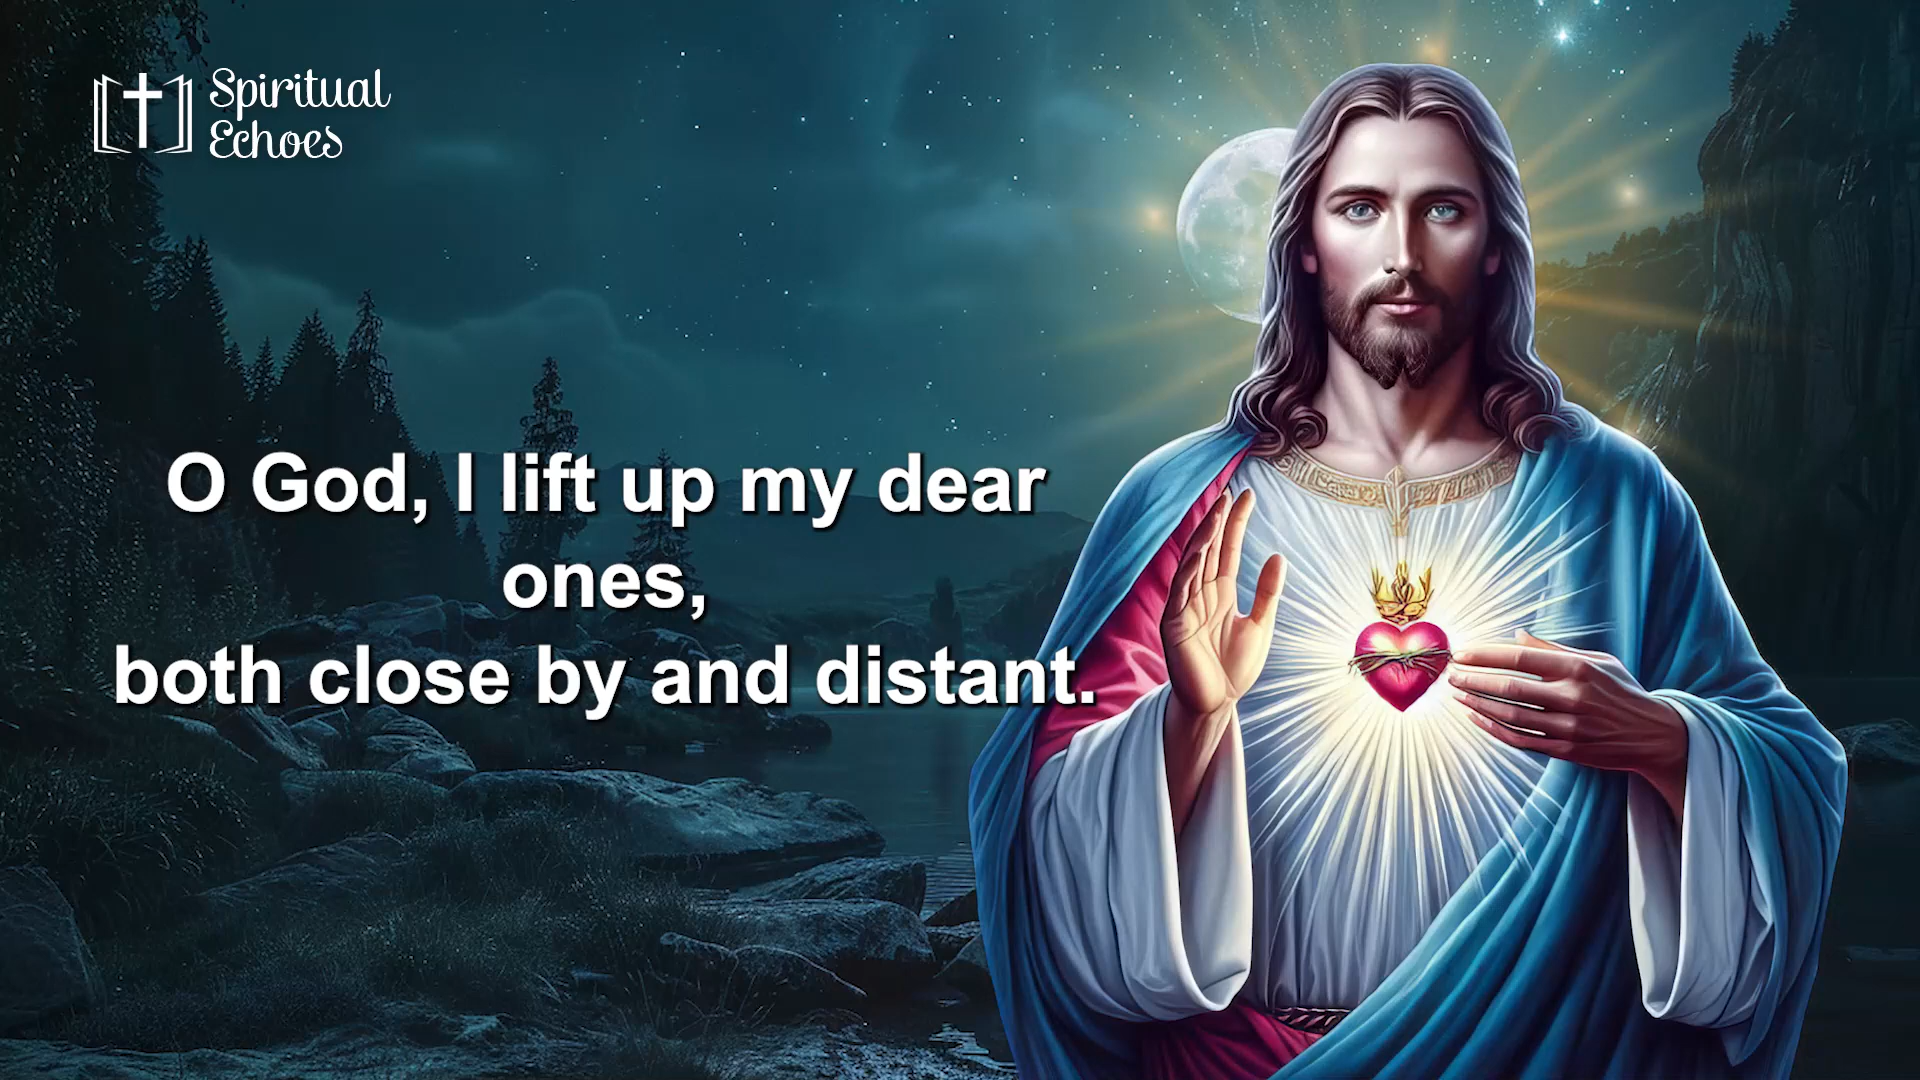 Spiritual
Echoes
O God, I lift up my dear
ones,
both close by and distant.